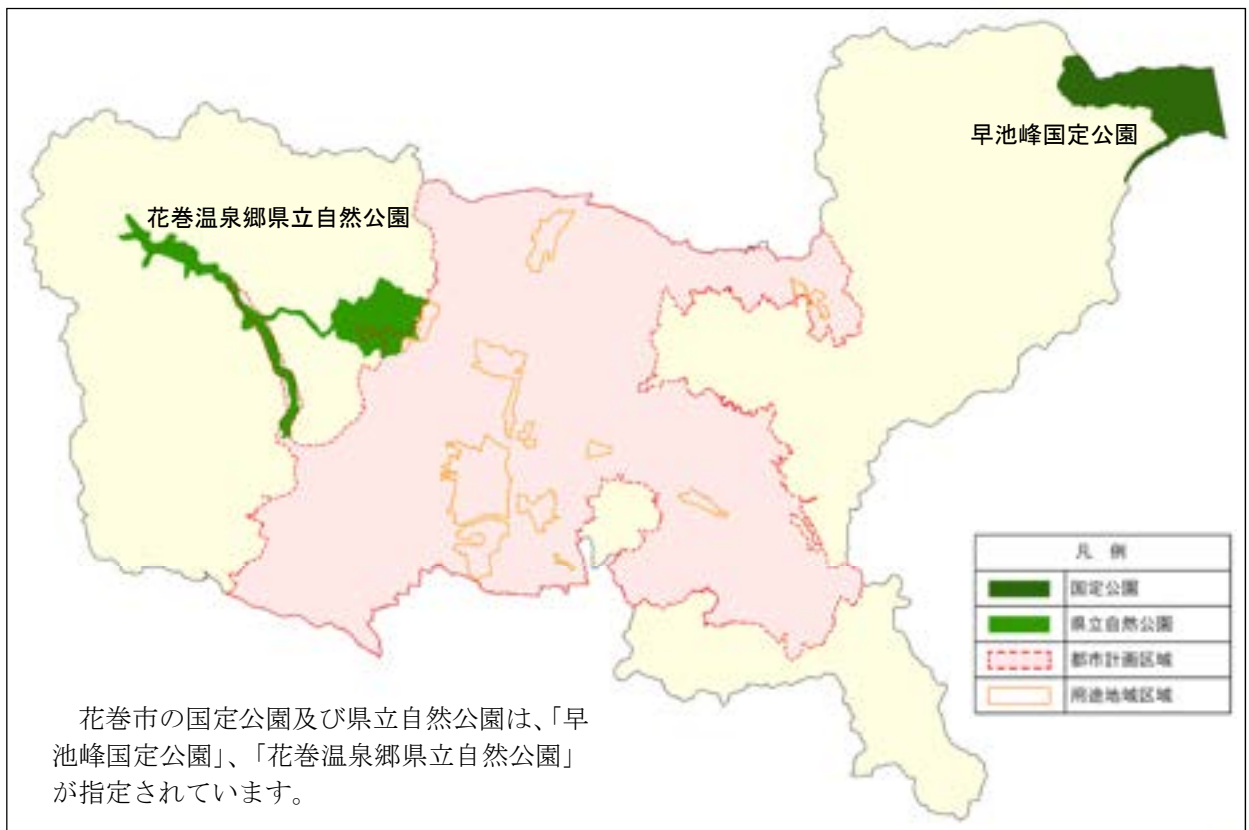 早池峰国定公園
花巻温泉郷県立自然公園
凡 例
国定公園
県立自然公園
都市計画区域
用途地域区域
花巻市の国定公園及び県立自然公園は、「早
池峰国定公園」、「花巻温泉郷県立自然公園」
が指定されています。